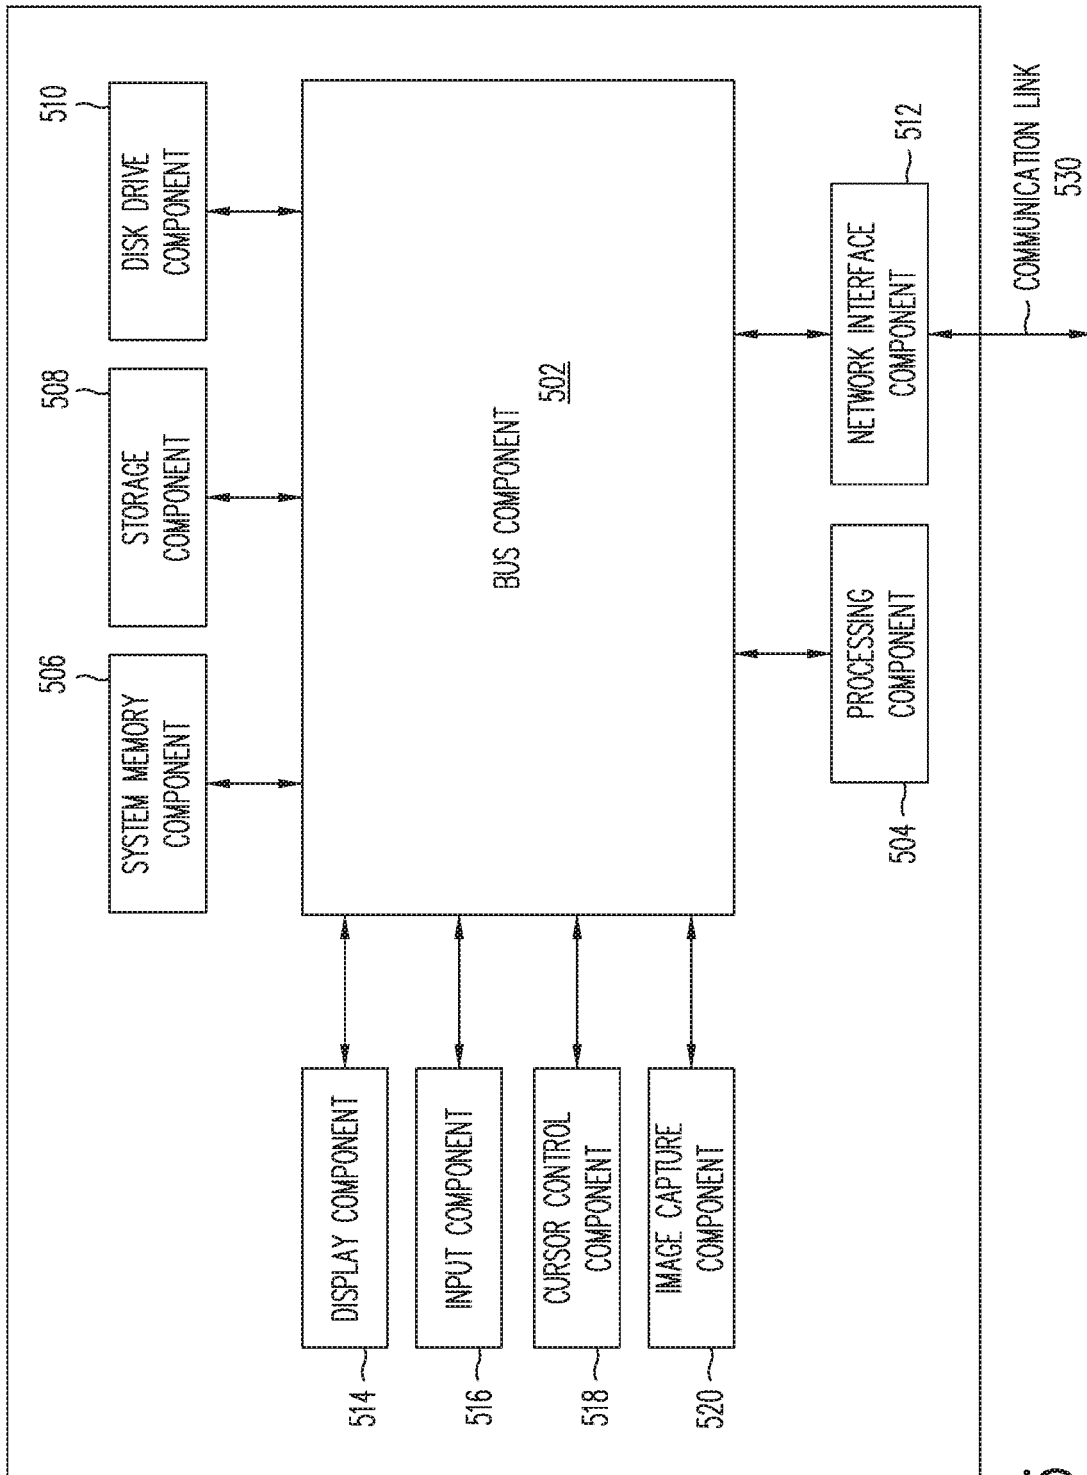 506
508
510
SYSTEM MEMORY
COMPONENT
STORAGE
COMPONENT
DISK DRIVE
COMPONENT
514
DISPLAY COMPONENT
516
INPUT COMPONENT
518
CURSOR CONTROL
COMPONENT
520
IMAGE CAPTURE
COMPONENT
BUS COMPONENT
502
PROCESSING
COMPONENT
504
NETWORK INTERFACE
COMPONENT
512
COMMUNICATION LINK
530